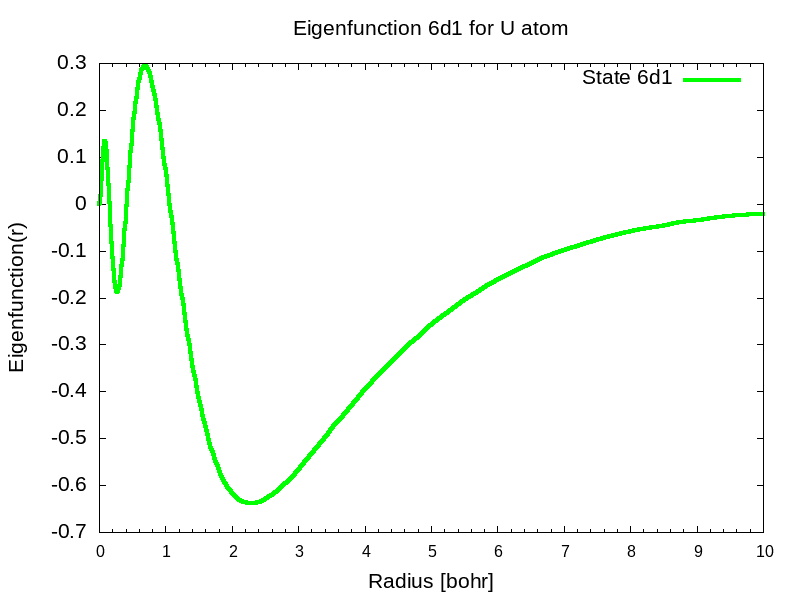 Eigenfunction 6d1 for U atom
State 6d1
0.3
0.2
0.1
0
-0.1
-0.2
-0.3
-0.4
-0.5
-0.6
-0.7
Eigenfunction(r)
0 1 2 3 4 5 6 7 8 9 10
Radius [bohr]